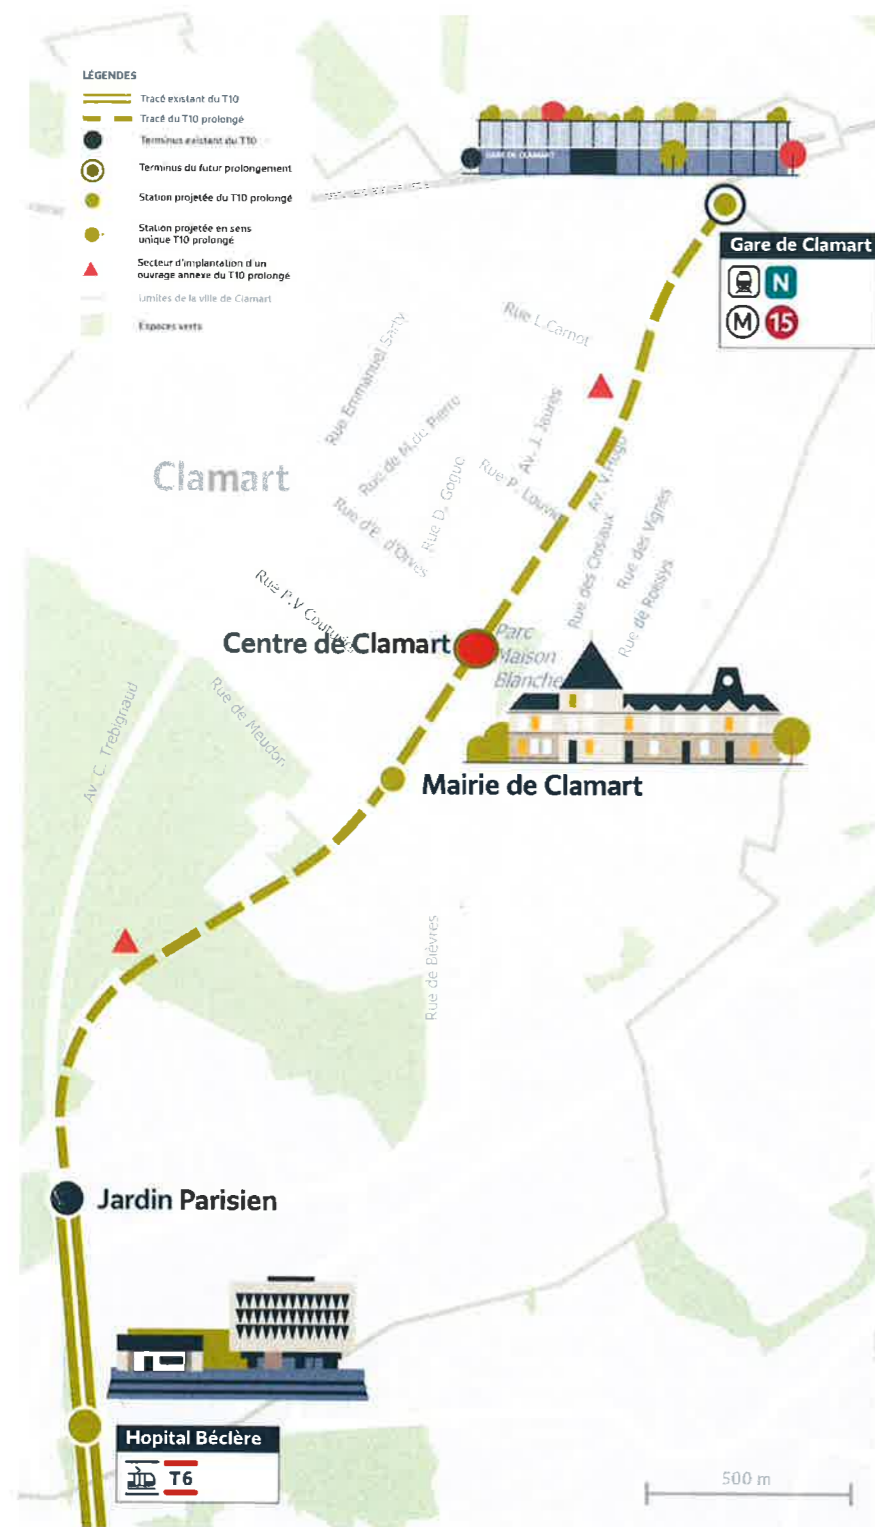 LÉGENDES
Tracé existant du T10
Tracé du T10 prolongé
Terminus existant du T10
Terminus du futur prolongement
Station projetée du T10 prolongé
Station projetée en sens
unique T10 prolongé
Secteur d'implantation d'un
ouvrage annexe du T10 prolongé
Limites de la ville de Clamart
Espaces verts
GARE DE CLAMART
Gare de Clamart
N
M 15
Rue L.Carnot
Rue Emmanuel Sarty
Rue de M.de Pierre
Av. J. Jaurès
Rue D. Gogue
Rue P. Louvier
Av. V.Hugo
Clamart
Rue d'E. d'Orves
Rue des Closiaux
Rue des Vignes
Rue de Roissys
Rue P.V Couturier
Centre de Clamart
Parc
Maison
Blanche
Rue de Meudon
Av. C. Trebignaud
Mairie de Clamart
Rue de Bièvres
Jardin Parisien
Hopital Béclère
T6
500 m